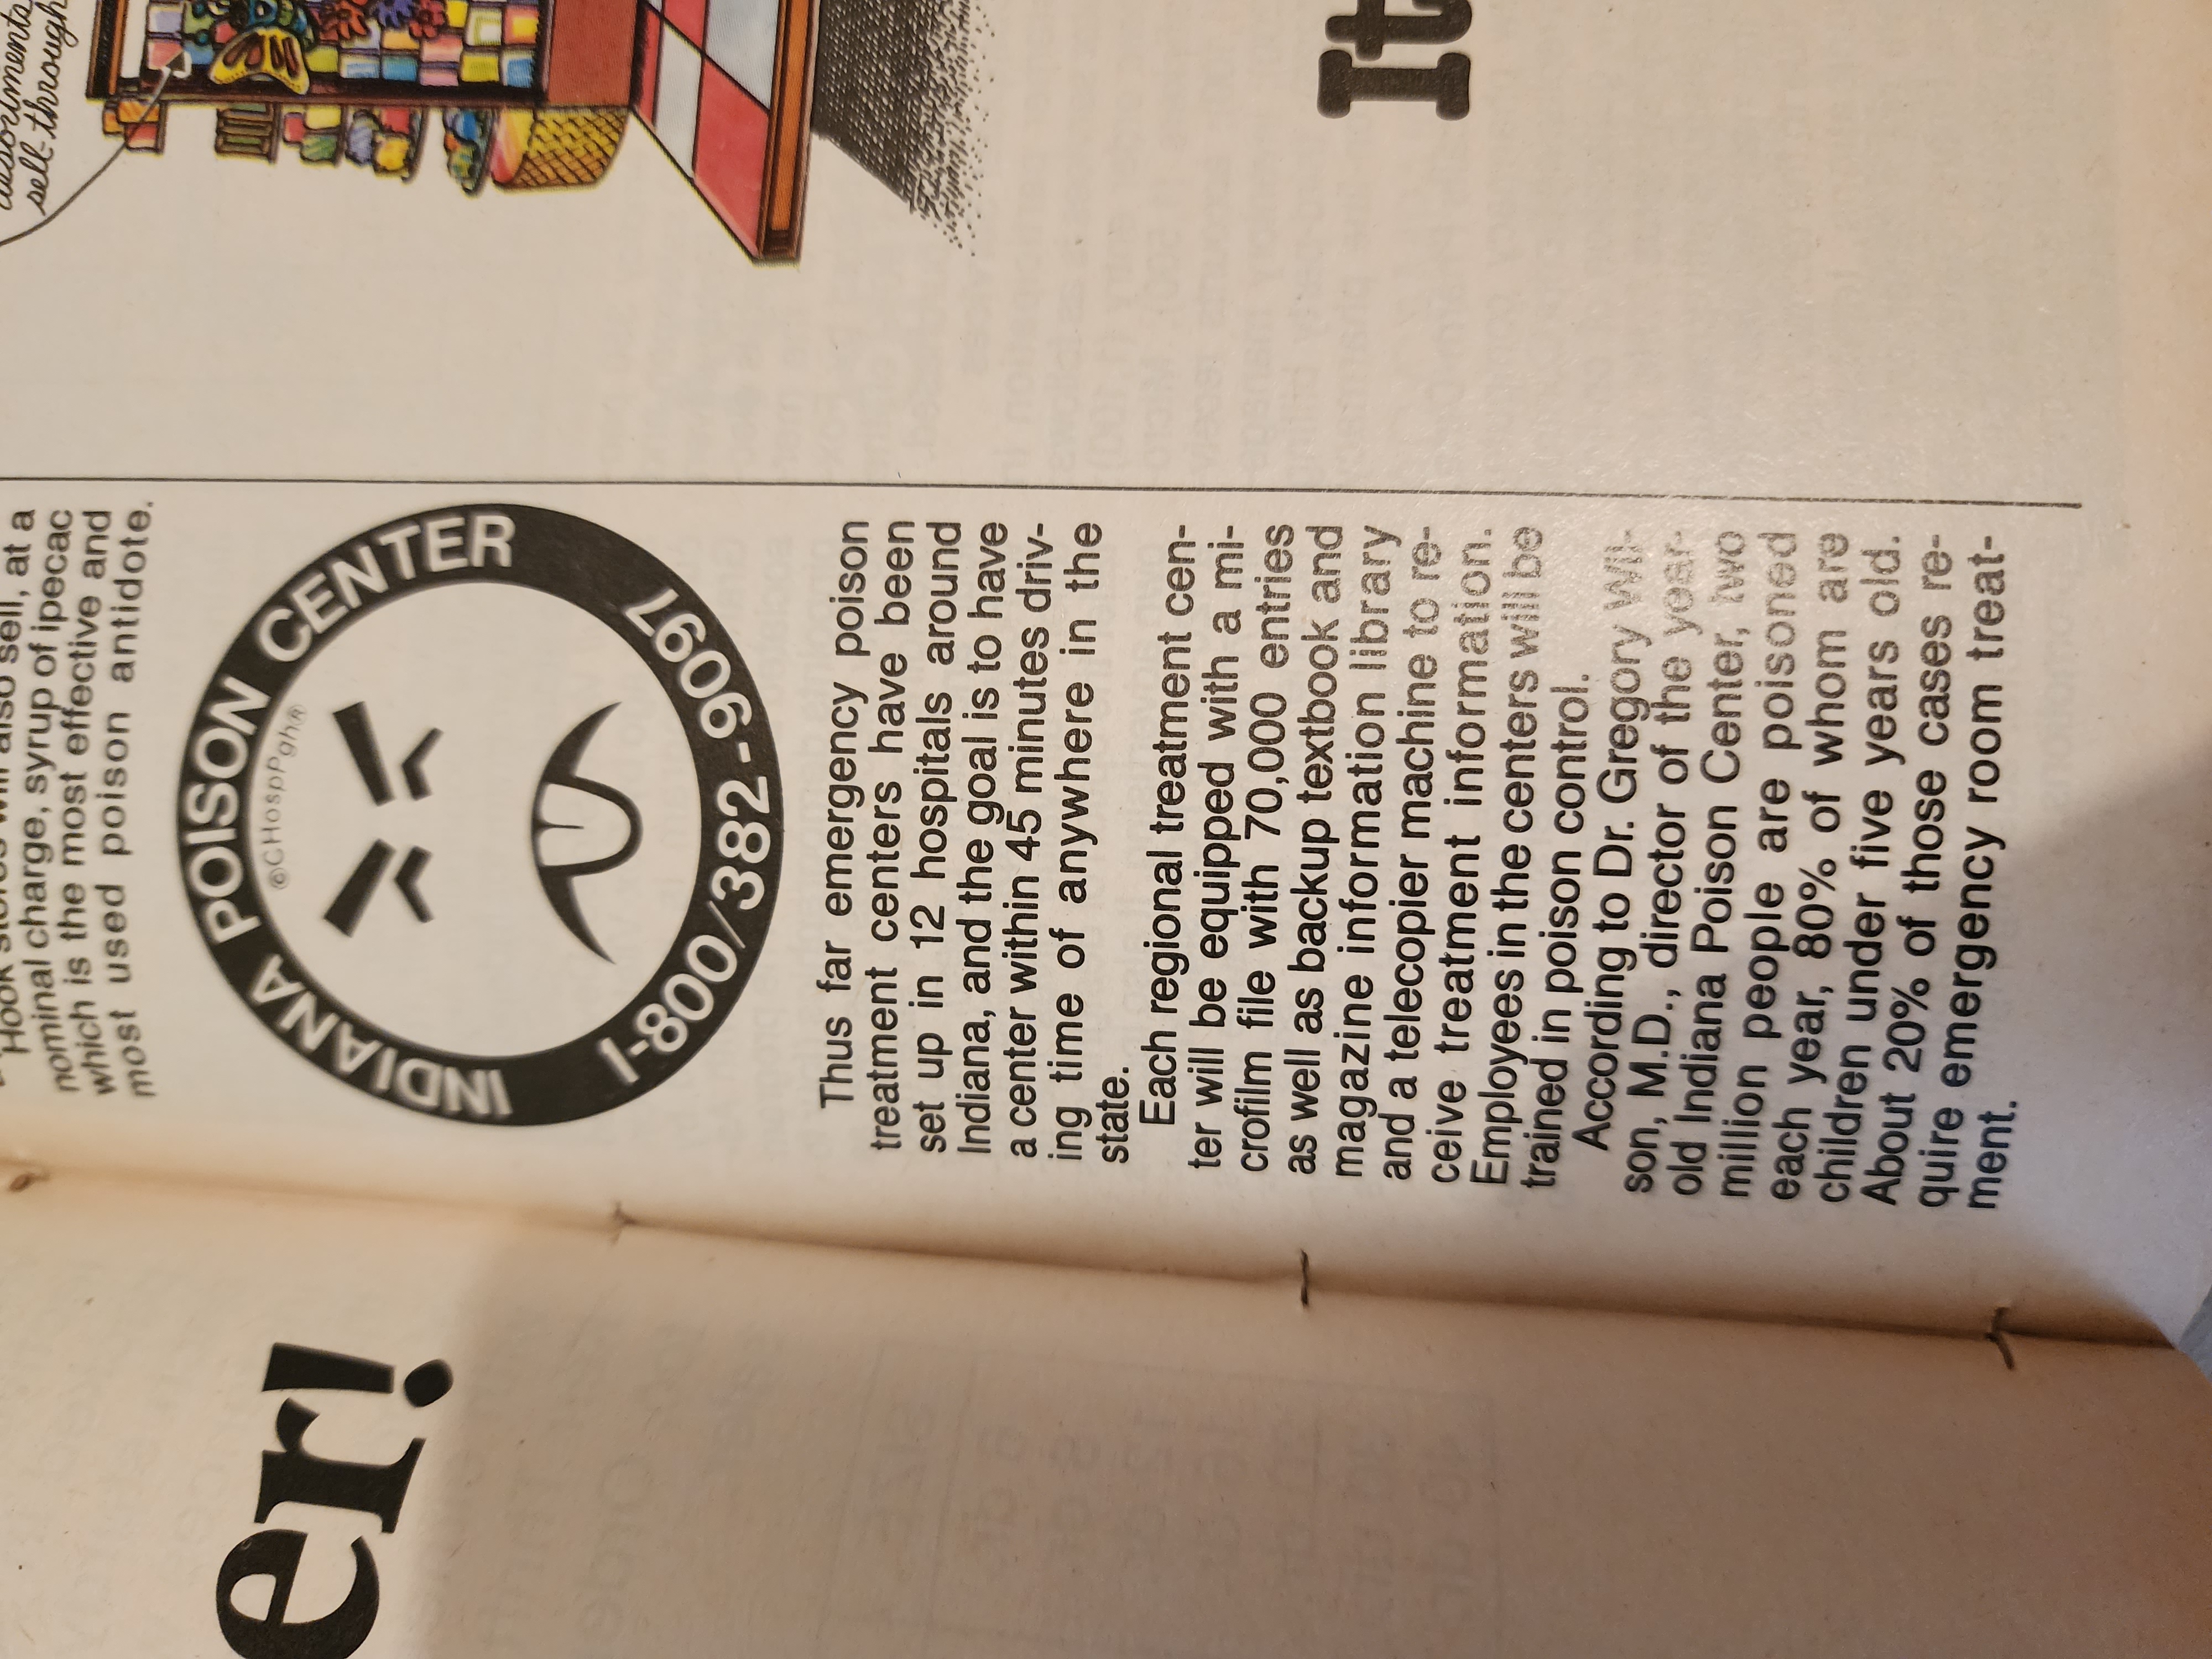 er!
Hook stores will also sell, at a
nominal charge, syrup of ipecac
which is the most effective and
most used poison antidote.
INDIANA POISON CENTER
©CHospPgh®
1-800/382-9097
Thus far emergency poison
treatment centers have been
set up in 12 hospitals around
Indiana, and the goal is to have
a center within 45 minutes driv-
ing time of anywhere in the
state.
Each regional treatment cen-
ter will be equipped with a mi-
crofilm file with 70,000 entries
as well as backup textbook and
magazine information library
and a telecopier machine to re-
ceive treatment information.
Employees in the centers will be
trained in poison control.
According to Dr. Gregory Wil-
son, M.D., director of the year-
old Indiana Poison Center, two
million people are poisoned
each year, 80% of whom are
children under five years old.
About 20% of those cases re-
quire emergency room treat-
ment.
assortments
sell-through
It